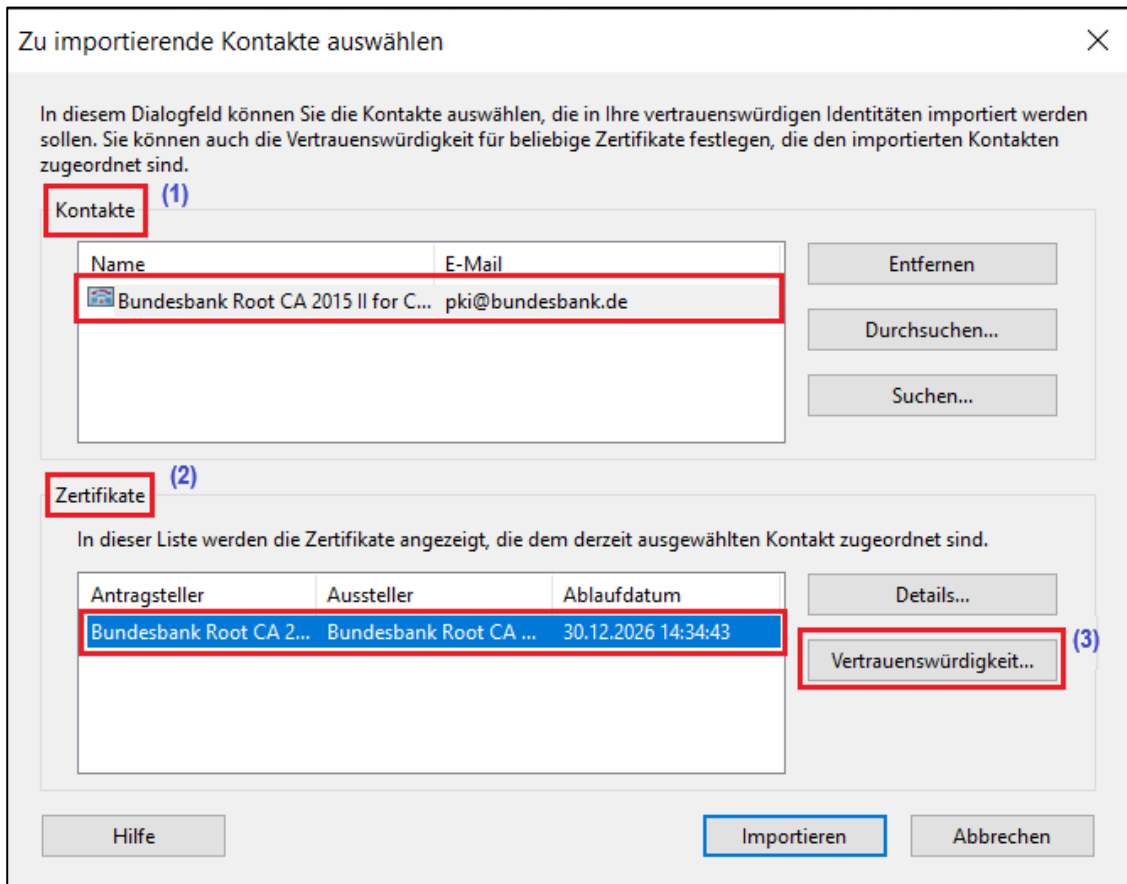 Zu importierende Kontakte auswählen
In diesem Dialogfeld können Sie die Kontakte auswählen, die in Ihre vertrauenswürdigen Identitäten importiert werden
sollen. Sie können auch die Vertrauenswürdigkeit für beliebige Zertifikate festlegen, die den importierten Kontakten
zugeordnet sind.
Kontakte (1)
Name E-Mail
Bundesbank Root CA 2015 II for C... pki@bundesbank.de
Entfernen
Durchsuchen...
Suchen...
Zertifikate (2)
In dieser Liste werden die Zertifikate angezeigt, die dem derzeit ausgewählten Kontakt zugeordnet sind.
Antragsteller Aussteller Ablaufdatum
Bundesbank Root CA 2... Bundesbank Root CA ... 30.12.2026 14:34:43
Details...
Vertrauenswürdigkeit... (3)
Hilfe Importieren Abbrechen